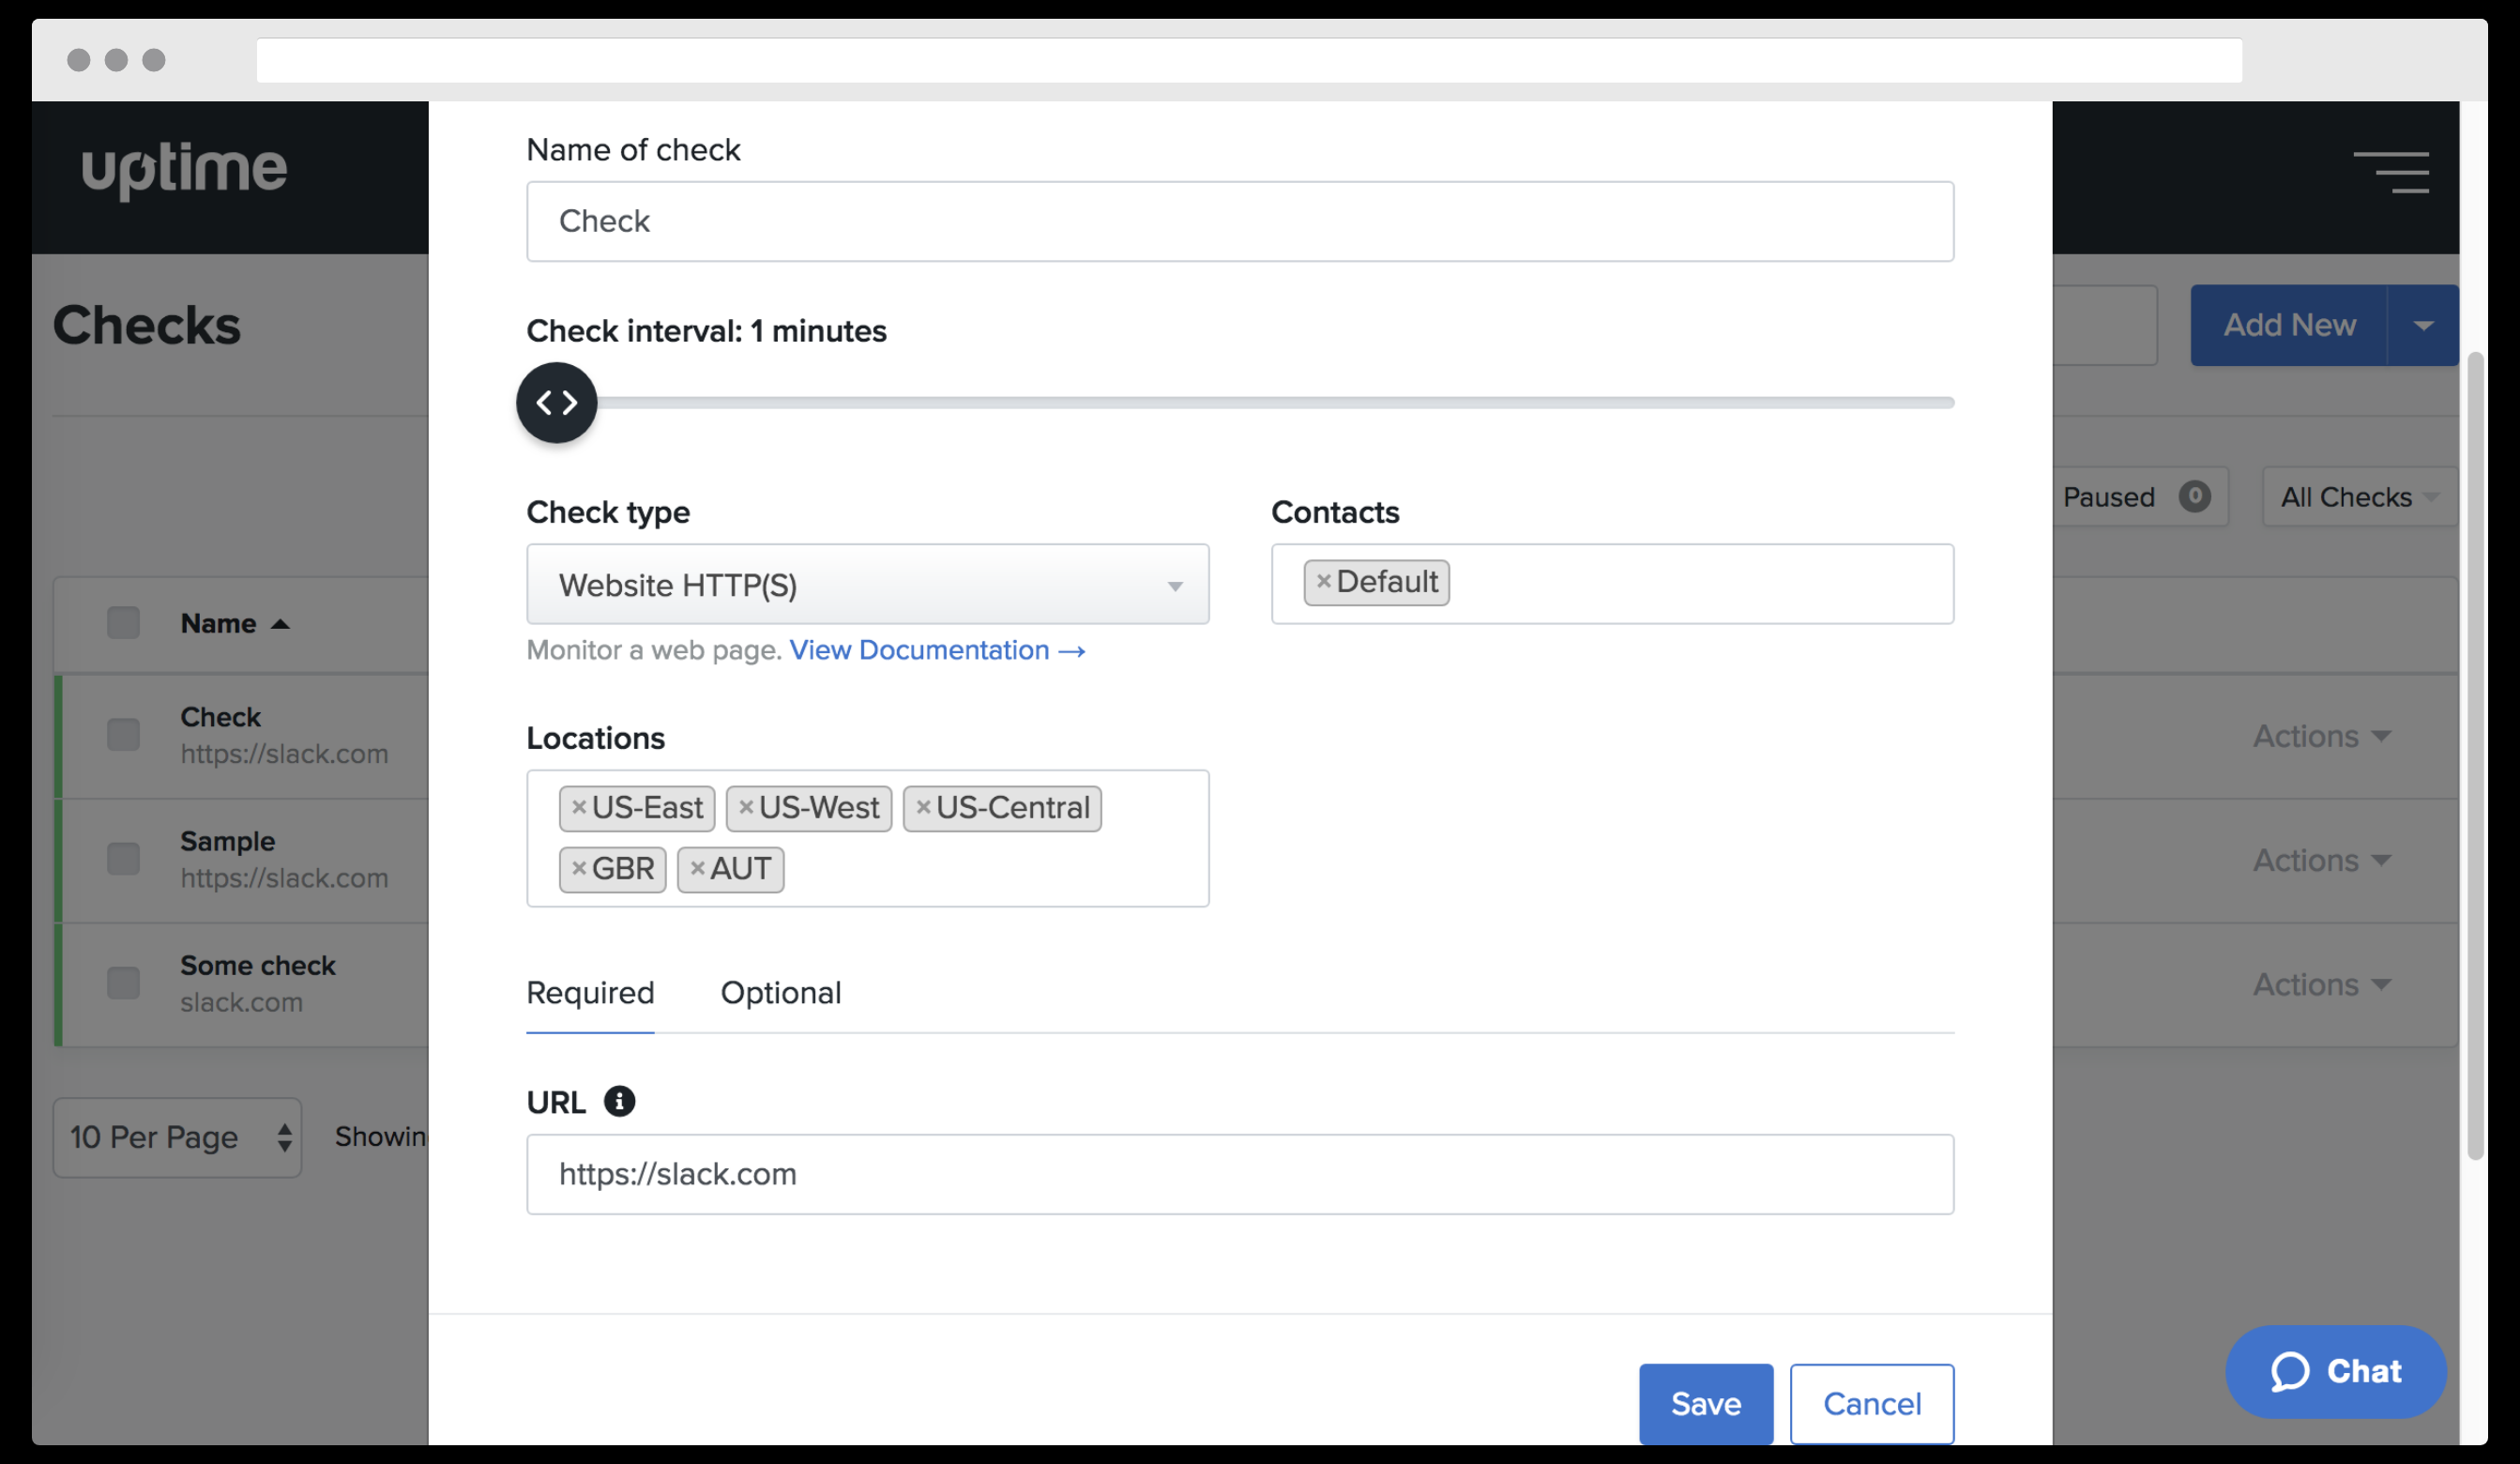 uptime
Checks
Add New
Paused 0
All Checks
Name
Check
https://slack.com
Actions
Sample
https://slack.com
Actions
Some check
slack.com
Actions
10 Per Page
Name of check
Check
Check interval: 1 minutes
Check type
Website HTTP(S)
Monitor a web page. View Documentation →
Contacts
×Default
Locations
×US-East ×US-West ×US-Central
×GBR ×AUT
Required Optional
URL
https://slack.com
Save Cancel
Chat